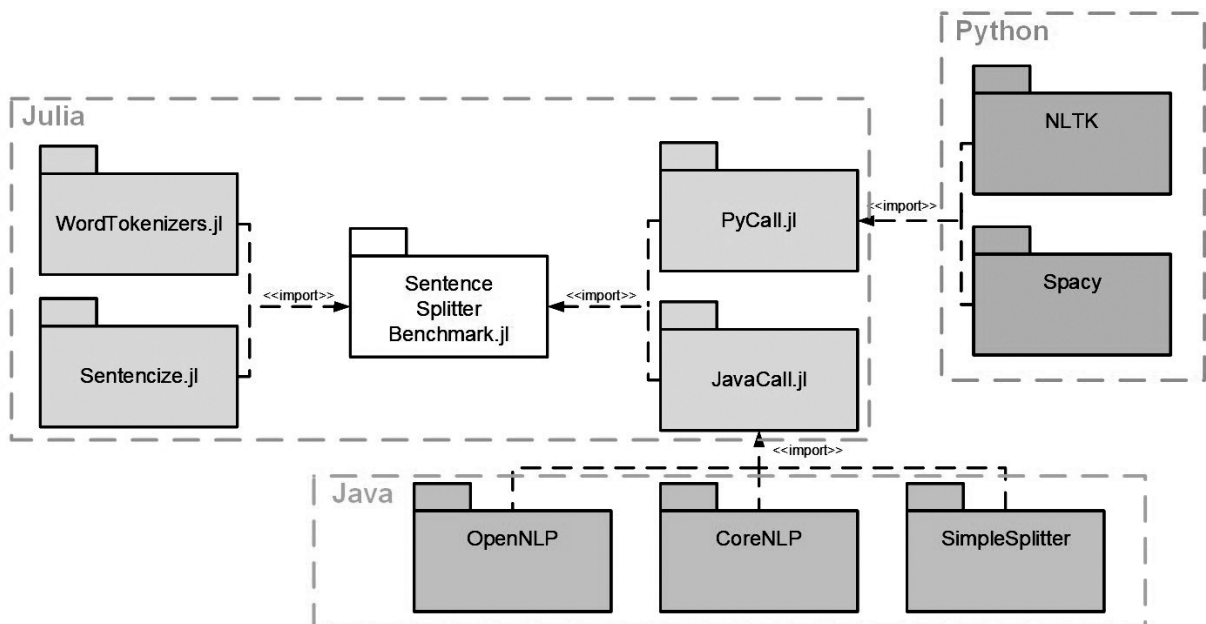 Python
NLTK
Julia
WordTokenizers.jl
PyCall.jl
<<import>>
Sentence
Splitter
Benchmark.jl
<<import>>
<<import>>
Spacy
Sentencize.jl
JavaCall.jl
<<import>>
Java
OpenNLP
CoreNLP
SimpleSplitter